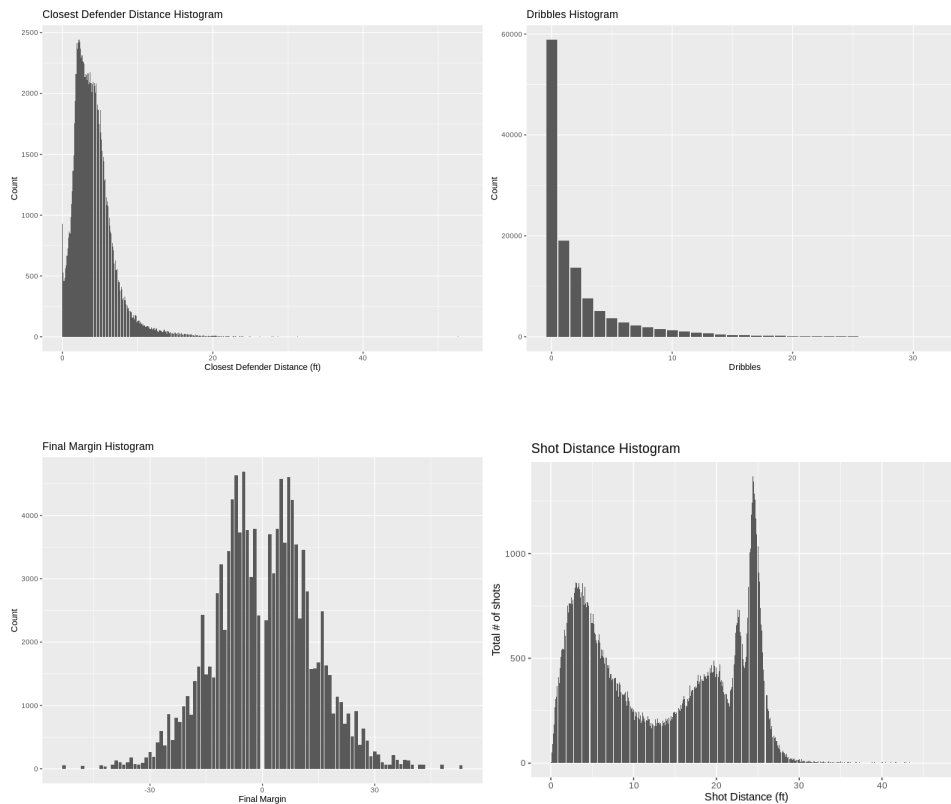 Closest Defender Distance Histogram
2500
2000
1500
1000
500
0
Count
0 20 40
Closest Defender Distance (ft)
Dribbles Histogram
60000
40000
20000
0
Count
0 10 20 30
Dribbles
Final Margin Histogram
4000
3000
2000
1000
0
Count
-30 0 30
Final Margin
Shot Distance Histogram
1000
500
0
Total # of shots
0 10 20 30 40
Shot Distance (ft)